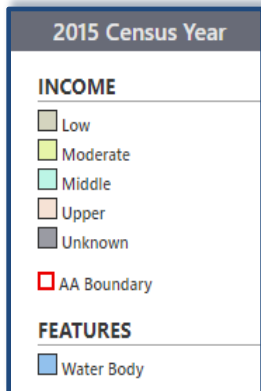 2015 Census Year
INCOME
Low
Moderate
Middle
Upper
Unknown
AA Boundary
FEATURES
Water Body